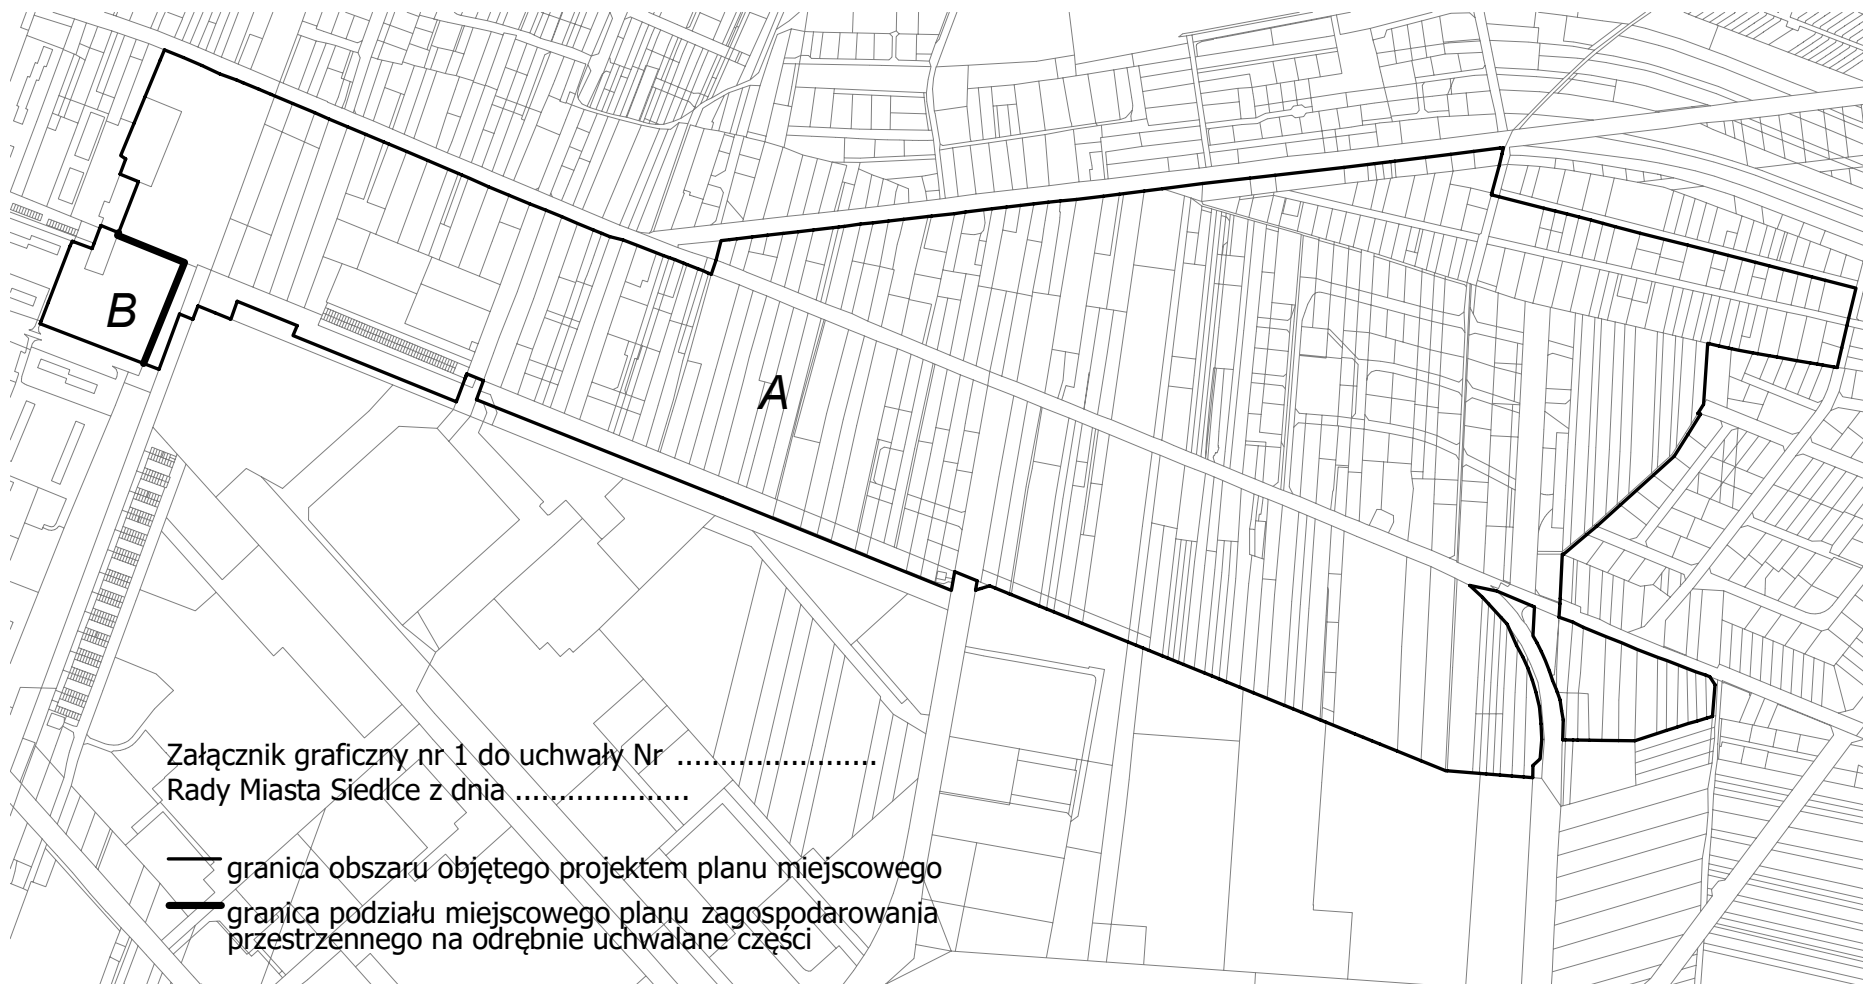 B
A
Załącznik graficzny nr 1 do uchwały Nr .......................
Rady Miasta Siedlce z dnia ....................
granica obszaru objętego projektem planu miejscowego
granica podziału miejscowego planu zagospodarowania
przestrzennego na odrębnie uchwalane części